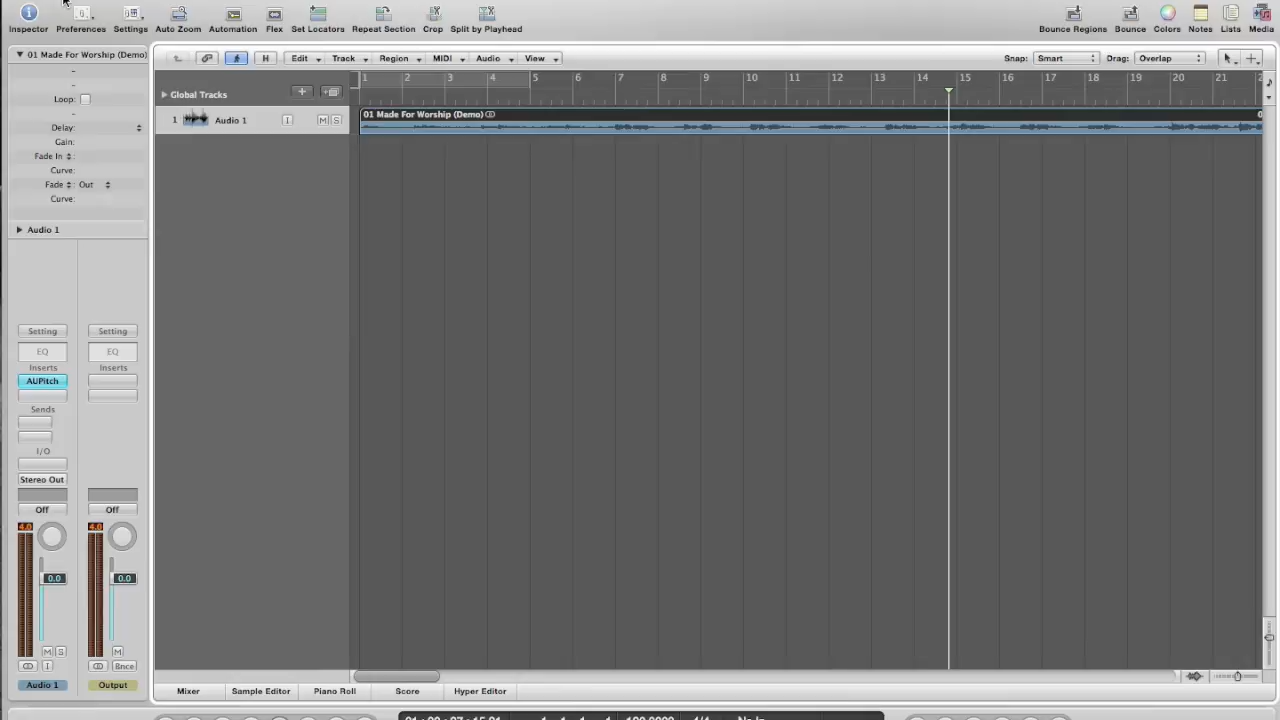 Inspector Preferences Settings Auto Zoom Automation Flex Set Locators Repeat Section Crop Split by Playhead Bounce Regions Bounce Colors Notes Lists Media
01 Made For Worship (Demo)
Edit Track Region MIDI Audio View Snap: Smart Drag: Overlap
H
-
-
Loop:
-
Delay:
Gain:
Fade In :
Curve:
Fade : Out
Curve:
Audio 1
1 2 3 4 5 6 7 8 9 10 11 12 13 14 15 16 17 18 19 20 21
Global Tracks
1 Audio 1 I M S
01 Made For Worship (Demo)
Setting Setting
EQ EQ
Inserts Inserts
AUPitch
Sends
I/O
Stereo Out
Off Off
4.0 4.0
0.0 0.0
M S M
I Bnce
Audio 1 Output
Mixer Sample Editor Piano Roll Score Hyper Editor